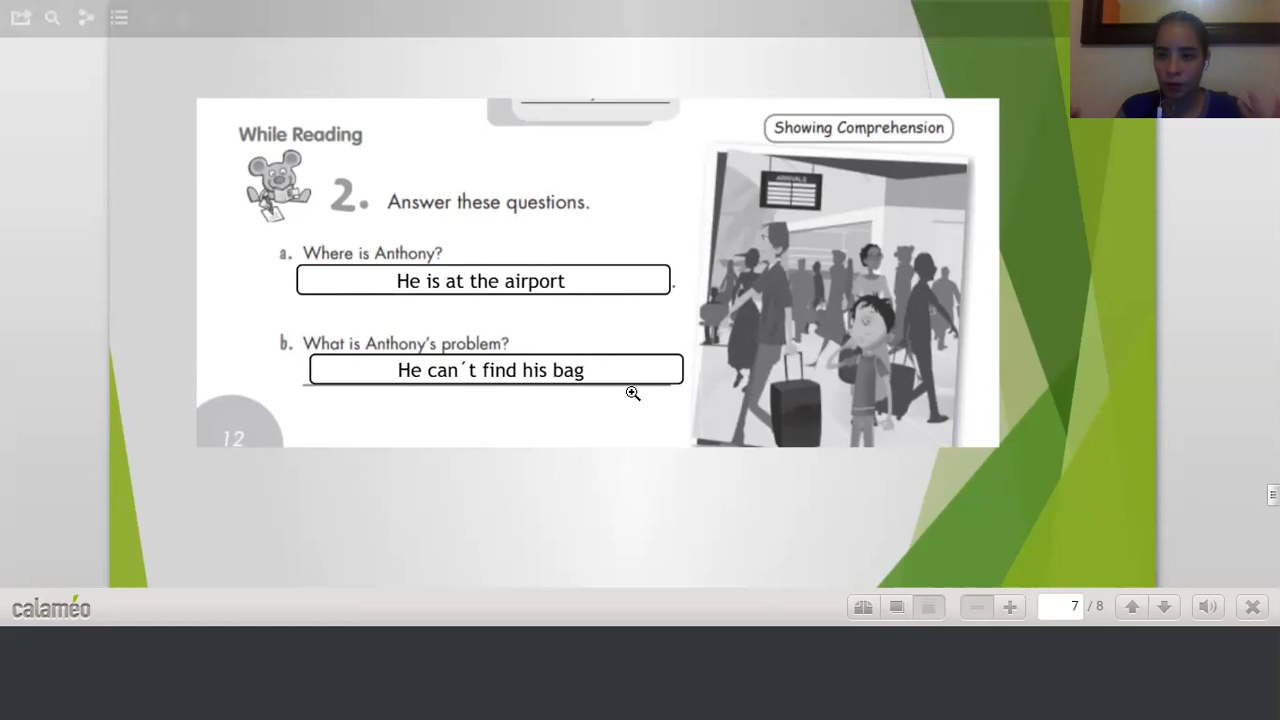 While Reading
Showing Comprehension
ARRIVALS
2. Answer these questions.
a. Where is Anthony?
He is at the airport.
b. What is Anthony's problem?
He can´t find his bag
12
calaméo
7 / 8